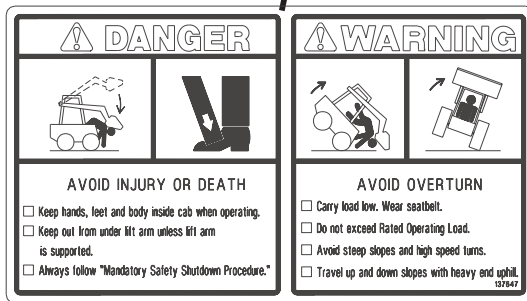 DANGER
AVOID INJURY OR DEATH
Keep hands, feet and body inside cab when operating.
Keep out from under lift arm unless lift arm
is supported.
Always follow "Mandatory Safety Shutdown Procedure."
WARNING
AVOID OVERTURN
Carry load low. Wear seatbelt.
Do not exceed Rated Operating Load.
Avoid steep slopes and high speed turns.
Travel up and down slopes with heavy end uphill.
137647